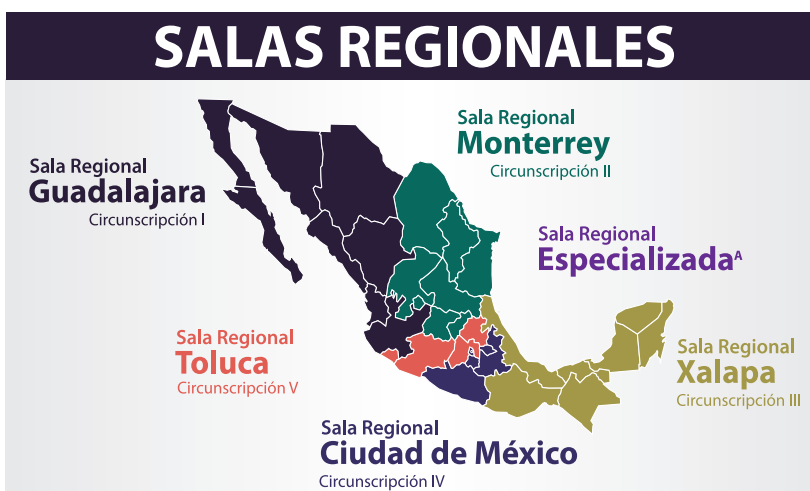 SALAS REGIONALES
Sala Regional
Monterrey
Circunscripción II
Sala Regional
Guadalajara
Circunscripción I
Sala Regional
Especializadaᴬ
Sala Regional
Toluca
Circunscripción V
Sala Regional
Xalapa
Circunscripción III
Sala Regional
Ciudad de México
Circunscripción IV